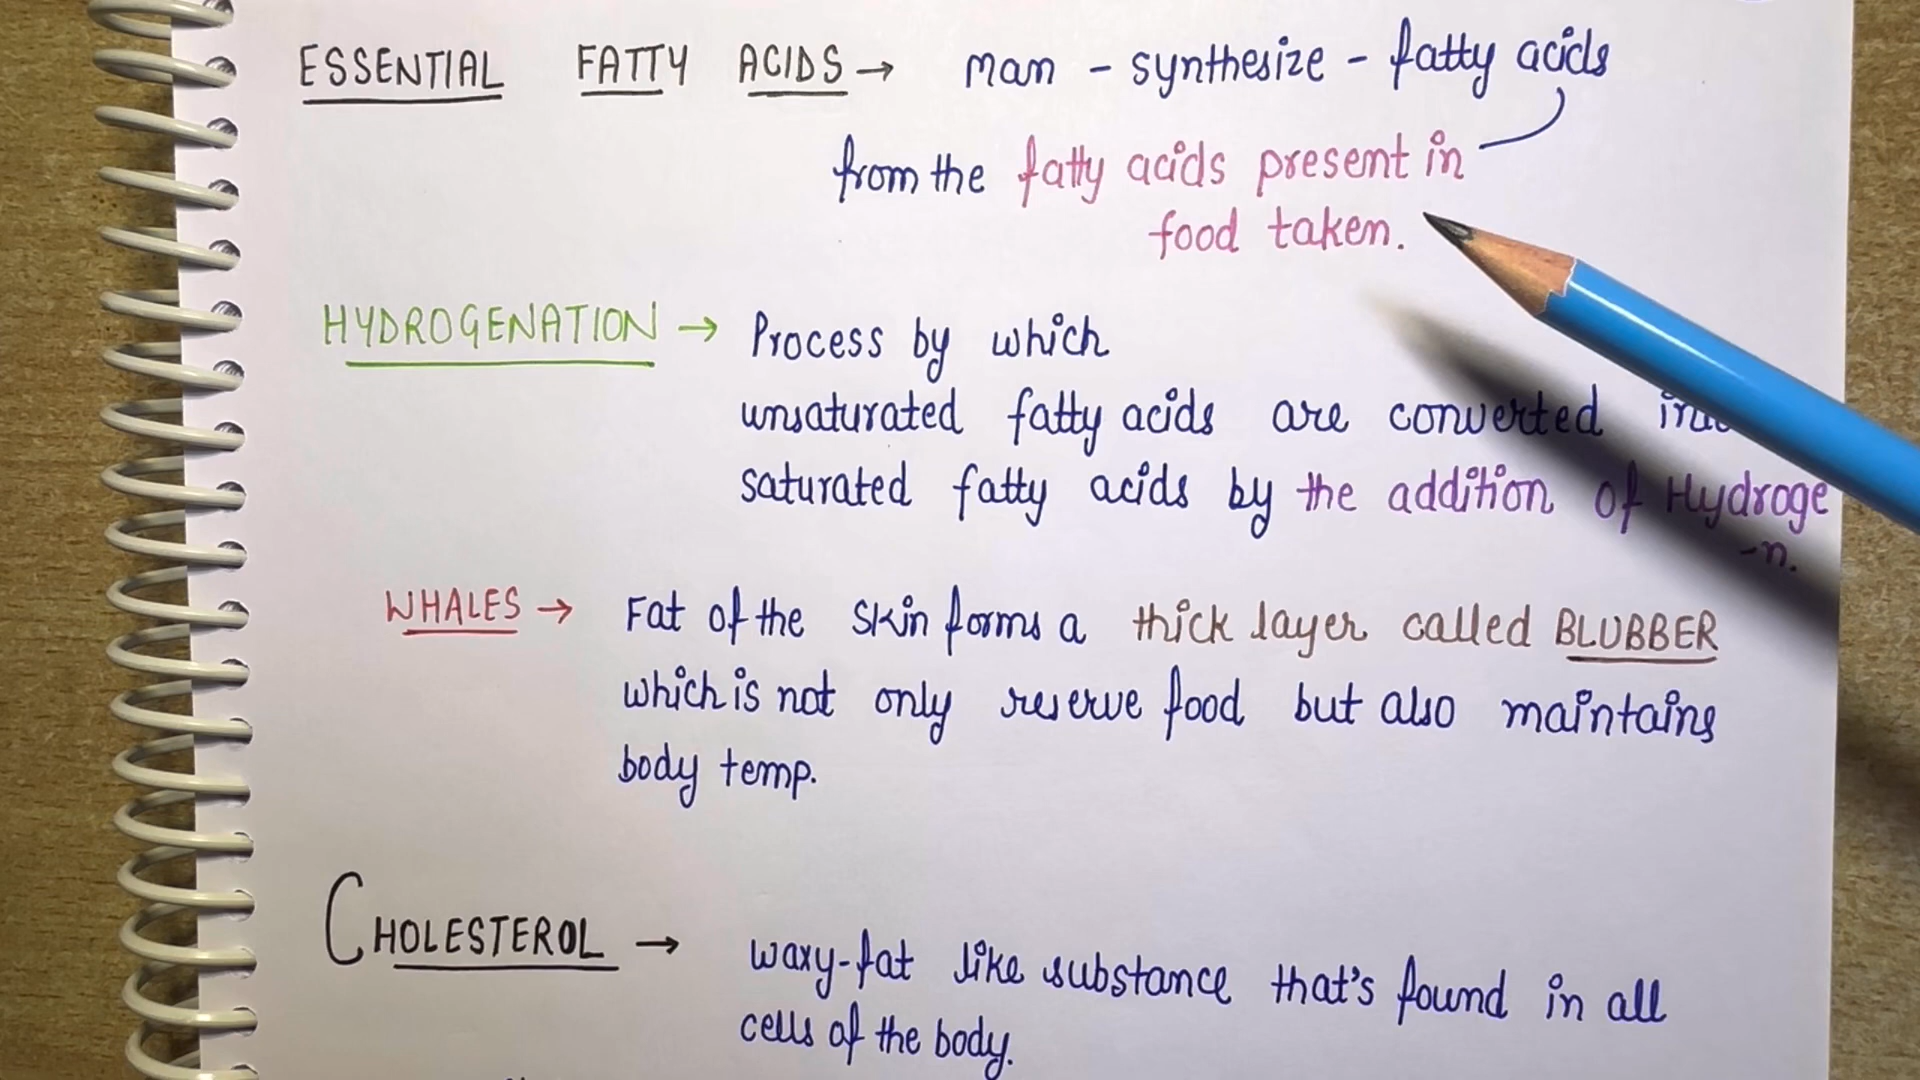 ESSENTIAL FATTY ACIDS → man - synthesize - fatty acids
from the fatty acids present in
food taken.
HYDROGENATION → Process by which
unsaturated fatty acids are converted
saturated fatty acids by the addition of Hydroge
-n.
WHALES → Fat of the skin forms a thick layer called BLUBBER
which is not only reserve food but also maintains
body temp.
CHOLESTEROL → waxy-fat like substance that's found in all
cells of the body.